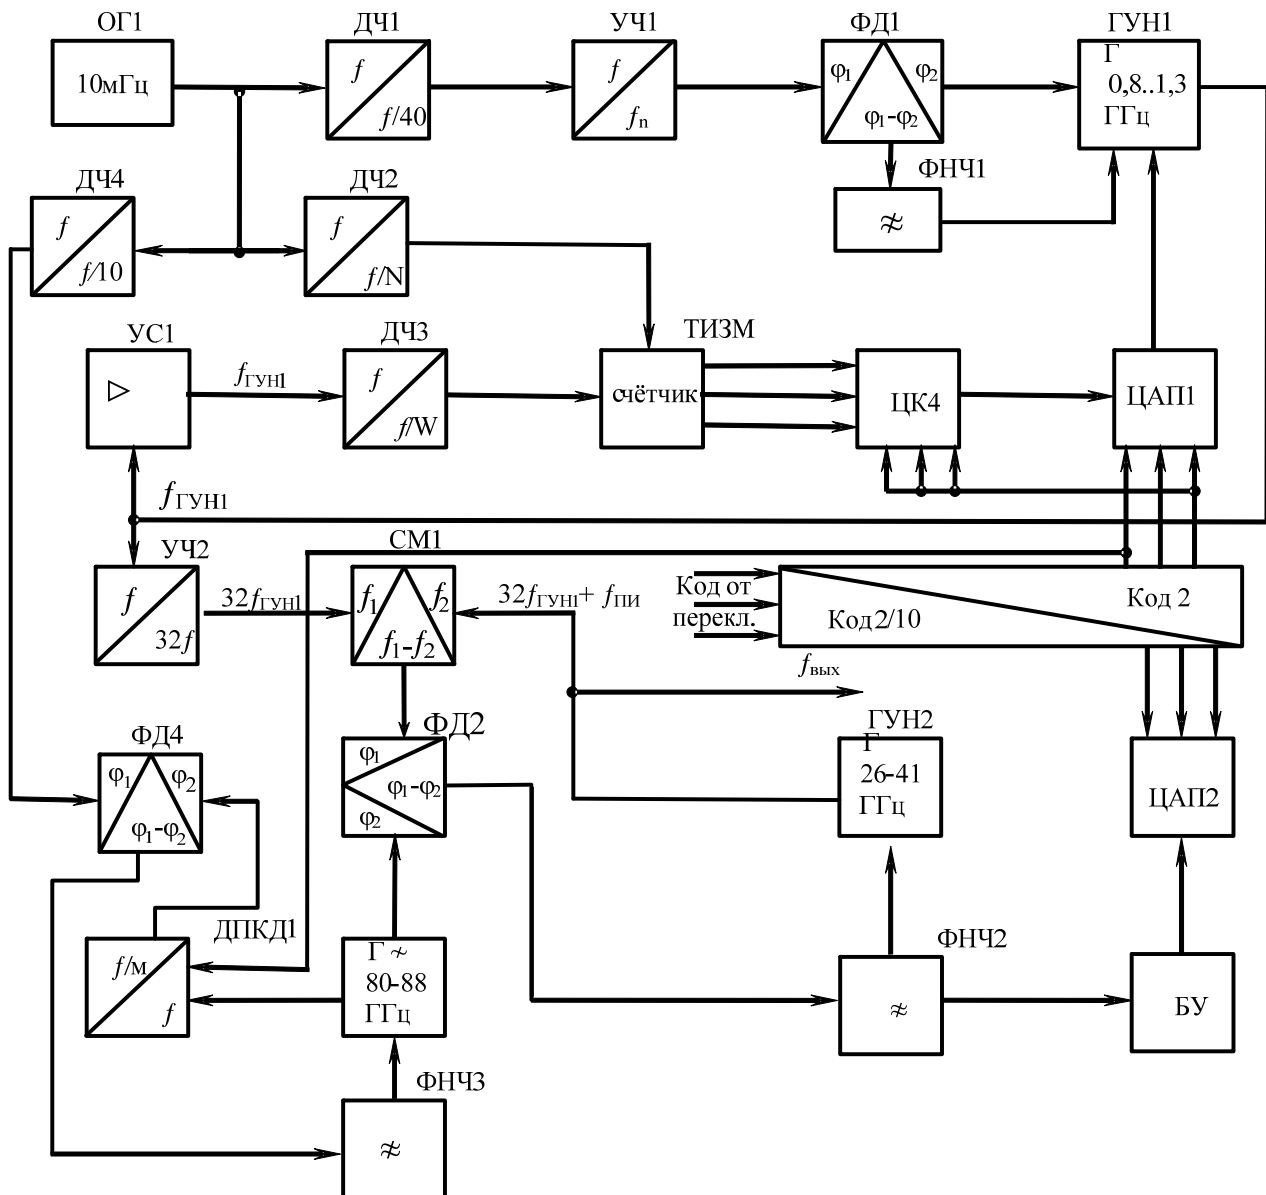 ОГ1
ДЧ1
УЧ1
ФД1
ГУН1
10мГц
f
f/40
f
fn
φ1
φ2
φ1-φ2
Г
0,8..1,3
ГГц
ДЧ4
ДЧ2
ФНЧ1
f
f/10
f
f/N
≉
УС1
ДЧ3
ТИЗМ
▷
fГУН1
f
f/W
счётчик
ЦК4
ЦАП1
fГУН1
УЧ2
СМ1
f
32f
32fГУН1
f1
f2
f1-f2
32fГУН1+ fПИ
Код от
перекл.
Код 2/10
Код 2
fвых
ФД4
ФД2
ГУН2
φ1
φ2
φ1-φ2
φ1
φ1-φ2
φ2
Г
26-41
ГГц
ЦАП2
ДПКД1
ФНЧ2
f/м
f
Г ≁
80-88
ГГц
≉
БУ
ФНЧ3
≉